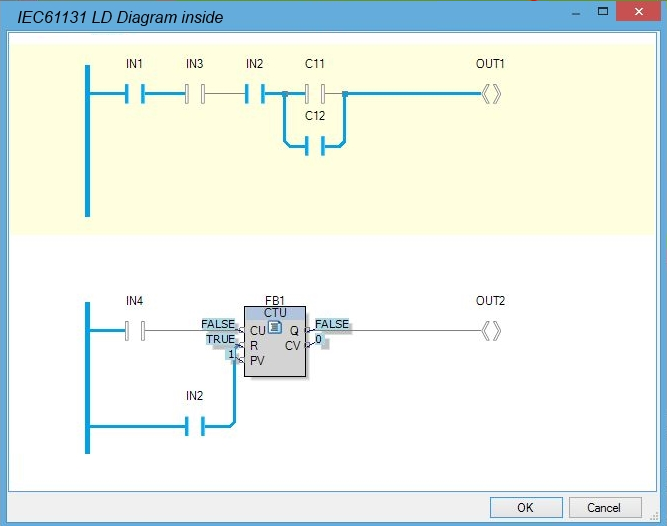 IEC61131 LD Diagram inside
IN1 IN3 IN2 C11 OUT1
C12
IN4 FB1 OUT2
CTU
FALSE CU Q FALSE
TRUE R CV 0
1 PV
IN2
OK Cancel